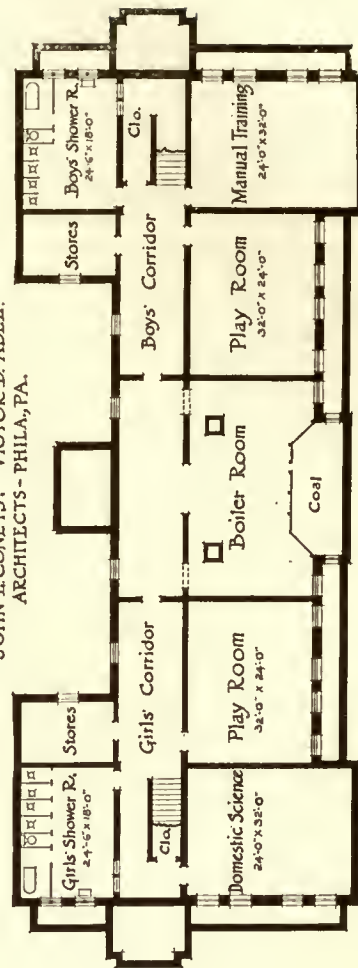 JOHN I. CONEYS. - VICTOR D. ABEL.
ARCHITECTS - PHILA., PA.
Girls' Shower R.
24'-6" X 18'-0"
Stores
Stores
Boys' Shower R.
24'-6" X 18'-0"
Clo.
Girls' Corridor
Boys' Corridor
Clo.
Domestic Science
24'-0" X 32'-0"
Play Room
32'-0" X 24'-0"
Boiler Room
Coal
Play Room
32'-0" X 24'-0"
Manual Training
24'-0" X 32'-0"